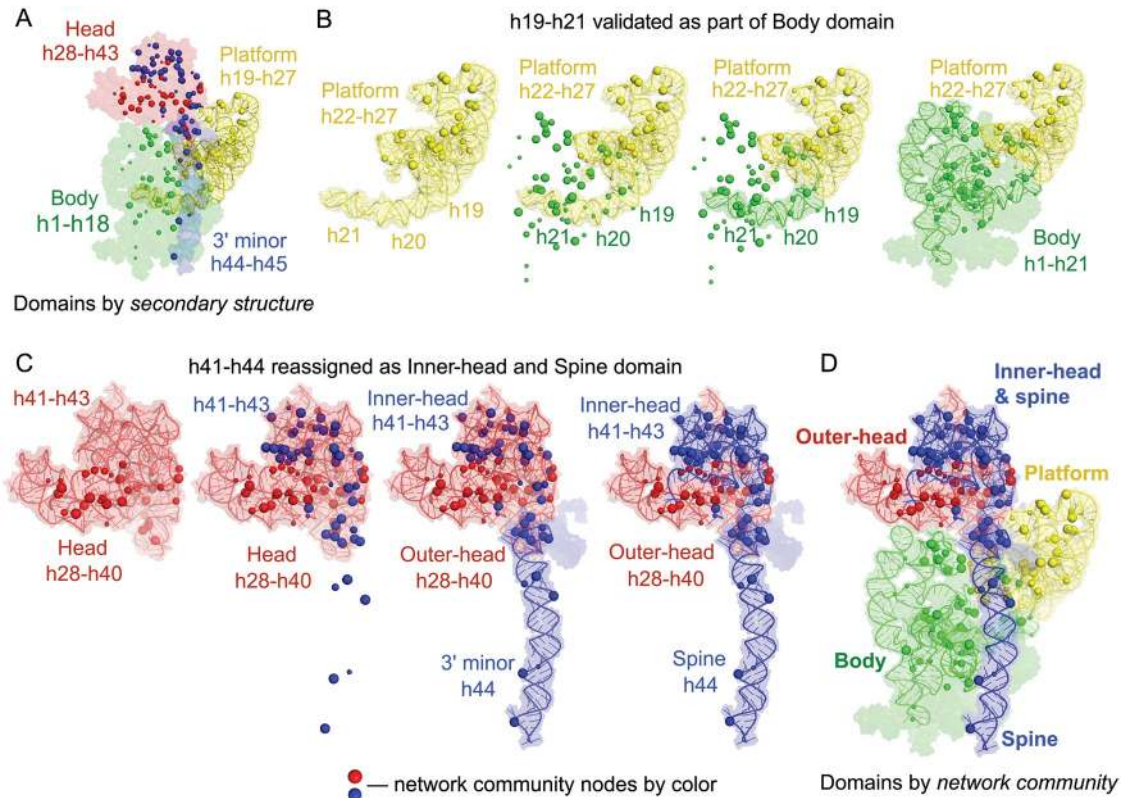 A
Head
h28-h43
Platform
h19-h27
Body
h1-h18
3' minor
h44-h45
Domains by secondary structure
B
h19-h21 validated as part of Body domain
Platform
h22-h27
h19
h21
h20
Platform
h22-h27
h19
h21
h20
Platform
h22-h27
h19
h21
h20
Platform
h22-h27
Body
h1-h21
C
h41-h44 reassigned as Inner-head and Spine domain
h41-h43
Head
h28-h40
h41-h43
Head
h28-h40
Inner-head
h41-h43
Outer-head
h28-h40
3' minor
h44
Inner-head
h41-h43
Outer-head
h28-h40
Spine
h44
— network community nodes by color
D
Inner-head
& spine
Outer-head
Platform
Body
Spine
Domains by network community